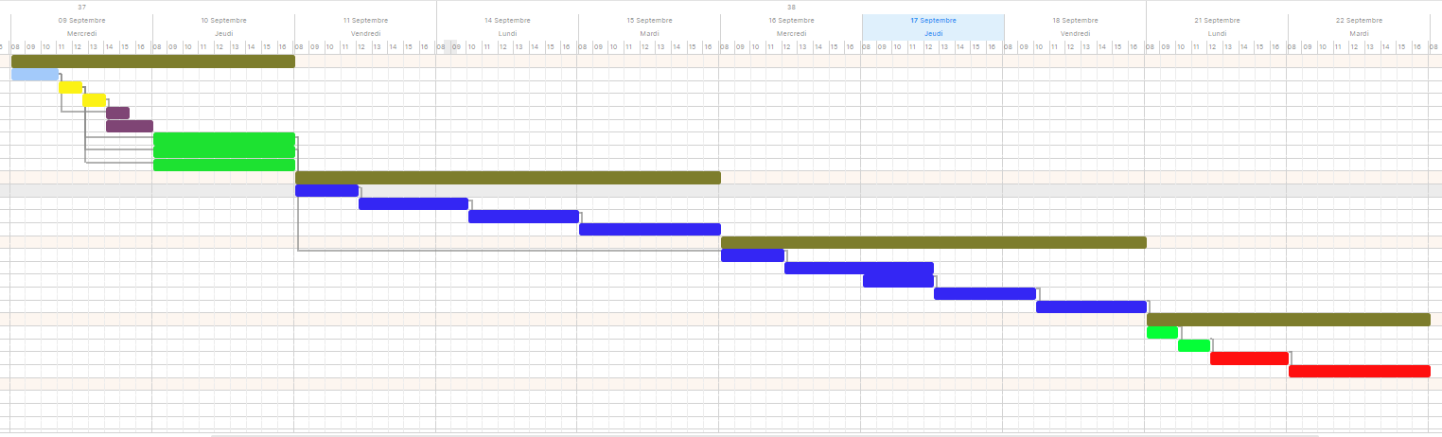 37 38
09 Septembre 10 Septembre 11 Septembre 14 Septembre 15 Septembre 16 Septembre 17 Septembre 18 Septembre 21 Septembre 22 Septembre
Mercredi Jeudi Vendredi Lundi Mardi Mercredi Jeudi Vendredi Lundi Mardi
08 09 10 11 12 13 14 15 16 08 09 10 11 12 13 14 15 16 08 09 10 11 12 13 14 15 16 08 09 10 11 12 13 14 15 16 08 09 10 11 12 13 14 15 16 08 09 10 11 12 13 14 15 16 08 09 10 11 12 13 14 15 16 08 09 10 11 12 13 14 15 16 08 09 10 11 12 13 14 15 16 08 09 10 11 12 13 14 15 16 08